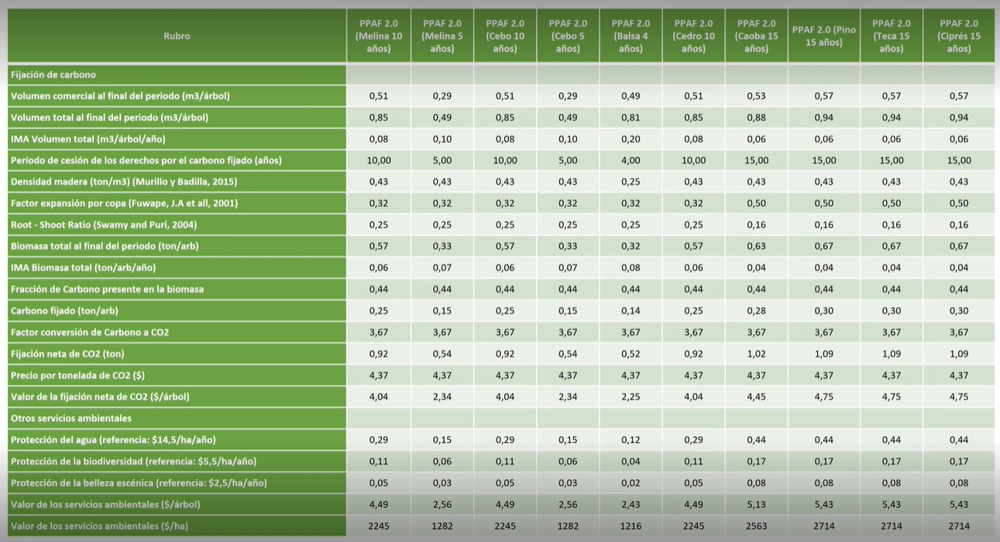 Rubro PPAF 2.0 (Melina 10 años) PPAF 2.0 (Melina 5 años) PPAF 2.0 (Cebo 10 años) PPAF 2.0 (Cebo 5 años) PPAF 2.0 (Balsa 4 años) PPAF 2.0 (Cedro 10 años) PPAF 2.0 (Caoba 15 años) PPAF 2.0 (Pino 15 años) PPAF 2.0 (Teca 15 años) PPAF 2.0 (Ciprés 15 años)
Fijación de carbono
Volumen comercial al final del periodo (m3/árbol) 0,51 0,29 0,51 0,29 0,49 0,51 0,53 0,57 0,57 0,57
Volumen total al final del periodo (m3/árbol) 0,85 0,49 0,85 0,49 0,81 0,85 0,88 0,94 0,94 0,94
IMA Volumen total (m3/árbol/año) 0,08 0,10 0,08 0,10 0,20 0,08 0,06 0,06 0,06 0,06
Período de cesión de los derechos por el carbono fijado (años) 10,00 5,00 10,00 5,00 4,00 10,00 15,00 15,00 15,00 15,00
Densidad madera (ton/m3) (Murillo y Badilla, 2015) 0,43 0,43 0,43 0,43 0,25 0,43 0,43 0,43 0,43 0,43
Factor expansión por copa (Fuwape, J.A et all, 2001) 0,32 0,32 0,32 0,32 0,32 0,32 0,50 0,50 0,50 0,50
Root - Shoot Ratio (Swamy and Puri, 2004) 0,25 0,25 0,25 0,25 0,25 0,25 0,16 0,16 0,16 0,16
Biomasa total al final del periodo (ton/arb) 0,57 0,33 0,57 0,33 0,32 0,57 0,63 0,67 0,67 0,67
IMA Biomasa total (ton/arb/año) 0,06 0,07 0,06 0,07 0,08 0,06 0,04 0,04 0,04 0,04
Fracción de Carbono presente en la biomasa 0,44 0,44 0,44 0,44 0,44 0,44 0,44 0,44 0,44 0,44
Carbono fijado (ton/arb) 0,25 0,15 0,25 0,15 0,14 0,25 0,28 0,30 0,30 0,30
Factor conversión de Carbono a CO2 3,67 3,67 3,67 3,67 3,67 3,67 3,67 3,67 3,67 3,67
Fijación neta de CO2 (ton) 0,92 0,54 0,92 0,54 0,52 0,92 1,02 1,09 1,09 1,09
Precio por tonelada de CO2 ($) 4,37 4,37 4,37 4,37 4,37 4,37 4,37 4,37 4,37 4,37
Valor de la fijación neta de CO2 ($/árbol) 4,04 2,34 4,04 2,34 2,25 4,04 4,45 4,75 4,75 4,75
Otros servicios ambientales
Protección del agua (referencia: $14,5/ha/año) 0,29 0,15 0,29 0,15 0,12 0,29 0,44 0,44 0,44 0,44
Protección de la biodiversidad (referencia: $5,5/ha/año) 0,11 0,06 0,11 0,06 0,04 0,11 0,17 0,17 0,17 0,17
Protección de la belleza escénica (referencia: $2,5/ha/año) 0,05 0,03 0,05 0,03 0,02 0,05 0,08 0,08 0,08 0,08
Valor de los servicios ambientales ($/árbol) 4,49 2,56 4,49 2,56 2,43 4,49 5,13 5,43 5,43 5,43
Valor de los servicios ambientales ($/ha) 2245 1282 2245 1282 1216 2245 2563 2714 2714 2714